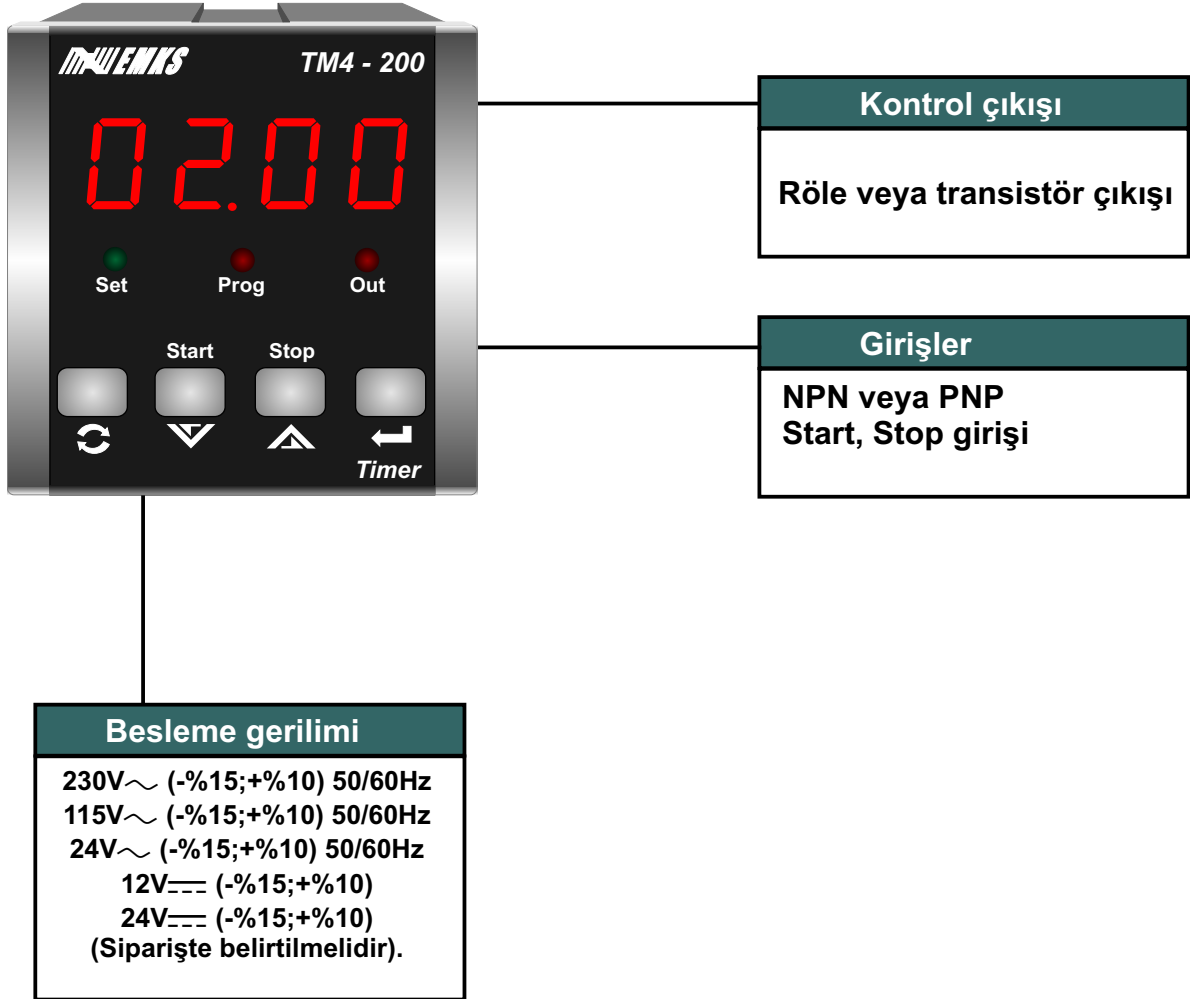 EMKS
TM4 - 200
02.00
Set
Prog
Out
Start
Stop
Timer
Kontrol çıkışı
Röle veya transistör çıkışı
Girişler
NPN veya PNP
Start, Stop girişi
Besleme gerilimi
230V~ (-%15;+%10) 50/60Hz
115V~ (-%15;+%10) 50/60Hz
24V~ (-%15;+%10) 50/60Hz
12V⎓ (-%15;+%10)
24V⎓ (-%15;+%10)
(Siparişte belirtilmelidir).